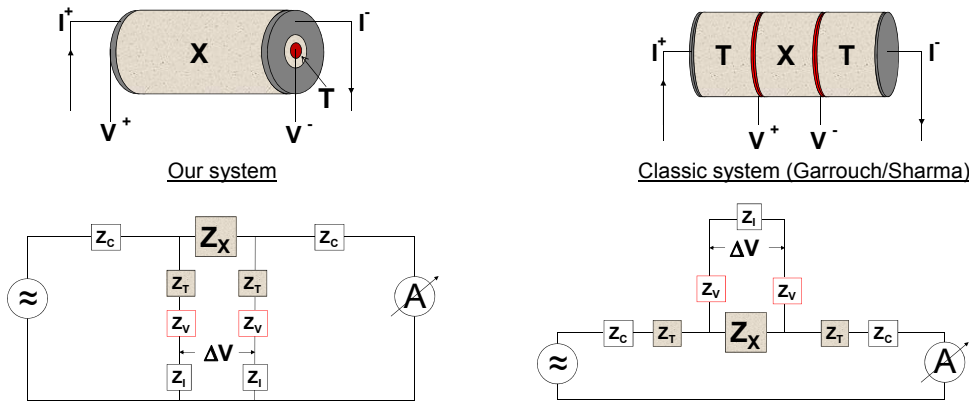 I+ X I-
T
V+ V-
Our system
I+ T X T I-
V+ V-
Classic system (Garrouch/Sharma)
ZC ZX ZC
ZT ZT
≈ A
ZV ZV
ΔV
ZI ZI
ZI
ΔV
ZV ZV
ZC ZT ZX ZT ZC
≈ A